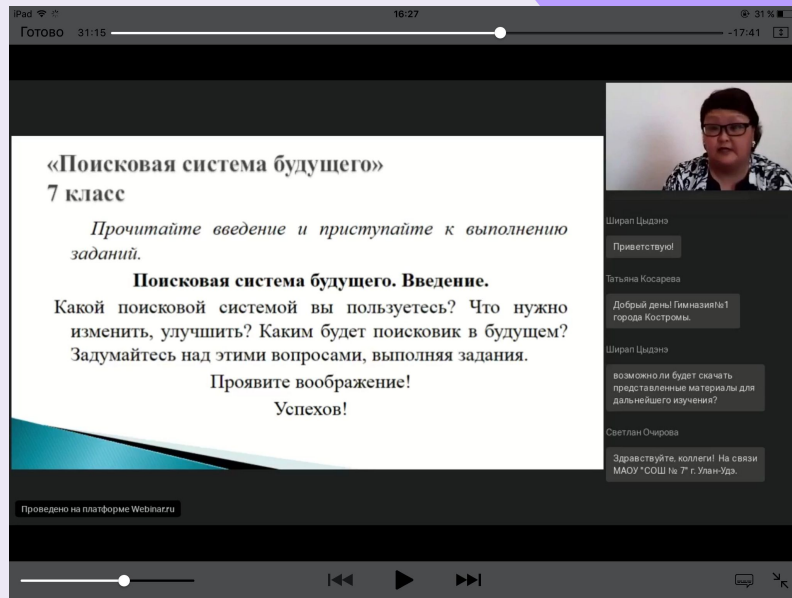 iPad 16:27 31 %
Готово 31:15 -17:41
«Поисковая система будущего»
7 класс
Прочитайте введение и приступайте к выполнению
заданий.
Поисковая система будущего. Введение.
Какой поисковой системой вы пользуетесь? Что нужно
изменить, улучшить? Каким будет поисковик в будущем?
Задумайтесь над этими вопросами, выполняя задания.
Проявите воображение!
Успехов!
Проведено на платформе Webinar.ru
Ширап Цыдэнэ
Приветствую!
Татьяна Косарева
Добрый день! Гимназия№1
города Костромы.
Ширап Цыдэнэ
возможно ли будет скачать
представленные материалы для
дальнейшего изучения?
Светлан Очирова
Здравствуйте, коллеги! На связи
МАОУ "СОШ № 7" г. Улан-Удэ.